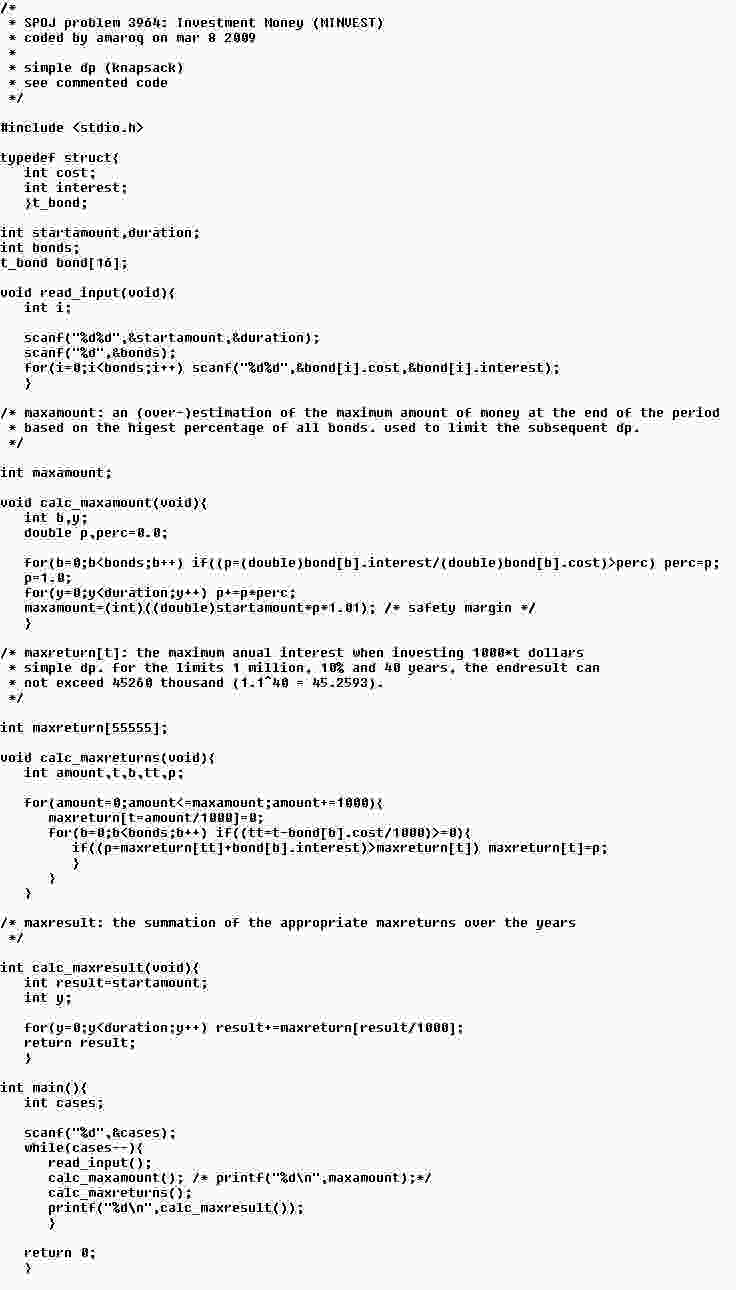 /*
 * SPOJ problem 3964: Investment Money (MINVEST)
 * coded by amaroq on mar 8 2009
 *
 * simple dp (knapsack)
 * see commented code
 */

#include <stdio.h>

typedef struct{
   int cost;
   int interest;
   }t_bond;

int startamount,duration;
int bonds;
t_bond bond[16];

void read_input(void){
   int i;

   scanf("%d%d",&startamount,&duration);
   scanf("%d",&bonds);
   for(i=0;i<bonds;i++) scanf("%d%d",&bond[i].cost,&bond[i].interest);
   }

/* maxamount: an (over-)estimation of the maximum amount of money at the end of the period
 * based on the higest percentage of all bonds. used to limit the subsequent dp.
 */

int maxamount;

void calc_maxamount(void){
   int b,y;
   double p,perc=0.0;

   for(b=0;b<bonds;b++) if((p=(double)bond[b].interest/(double)bond[b].cost)>perc) perc=p;
   p=1.0;
   for(y=0;y<duration;y++) p+=p*perc;
   maxamount=(int)((double)startamount*p*1.01); /* safety margin */
   }

/* maxreturn[t]: the maximum anual interest when investing 1000*t dollars
 * simple dp. for the limits 1 million, 10% and 40 years, the endresult can
 * not exceed 45260 thousand (1.1^40 = 45.2593).
 */

int maxreturn[55555];

void calc_maxreturns(void){
   int amount,t,b,tt,p;

   for(amount=0;amount<=maxamount;amount+=1000){
      maxreturn[t=amount/1000]=0;
      for(b=0;b<bonds;b++) if((tt=t-bond[b].cost/1000)>=0){
         if((p=maxreturn[tt]+bond[b].interest)>maxreturn[t]) maxreturn[t]=p;
         }
      }
   }

/* maxresult: the summation of the appropriate maxreturns over the years
 */

int calc_maxresult(void){
   int result=startamount;
   int y;

   for(y=0;y<duration;y++) result+=maxreturn[result/1000];
   return result;
   }

int main(){
   int cases;

   scanf("%d",&cases);
   while(cases--){
      read_input();
      calc_maxamount(); /* printf("%d\n",maxamount);*/
      calc_maxreturns();
      printf("%d\n",calc_maxresult());
      }

   return 0;
   }